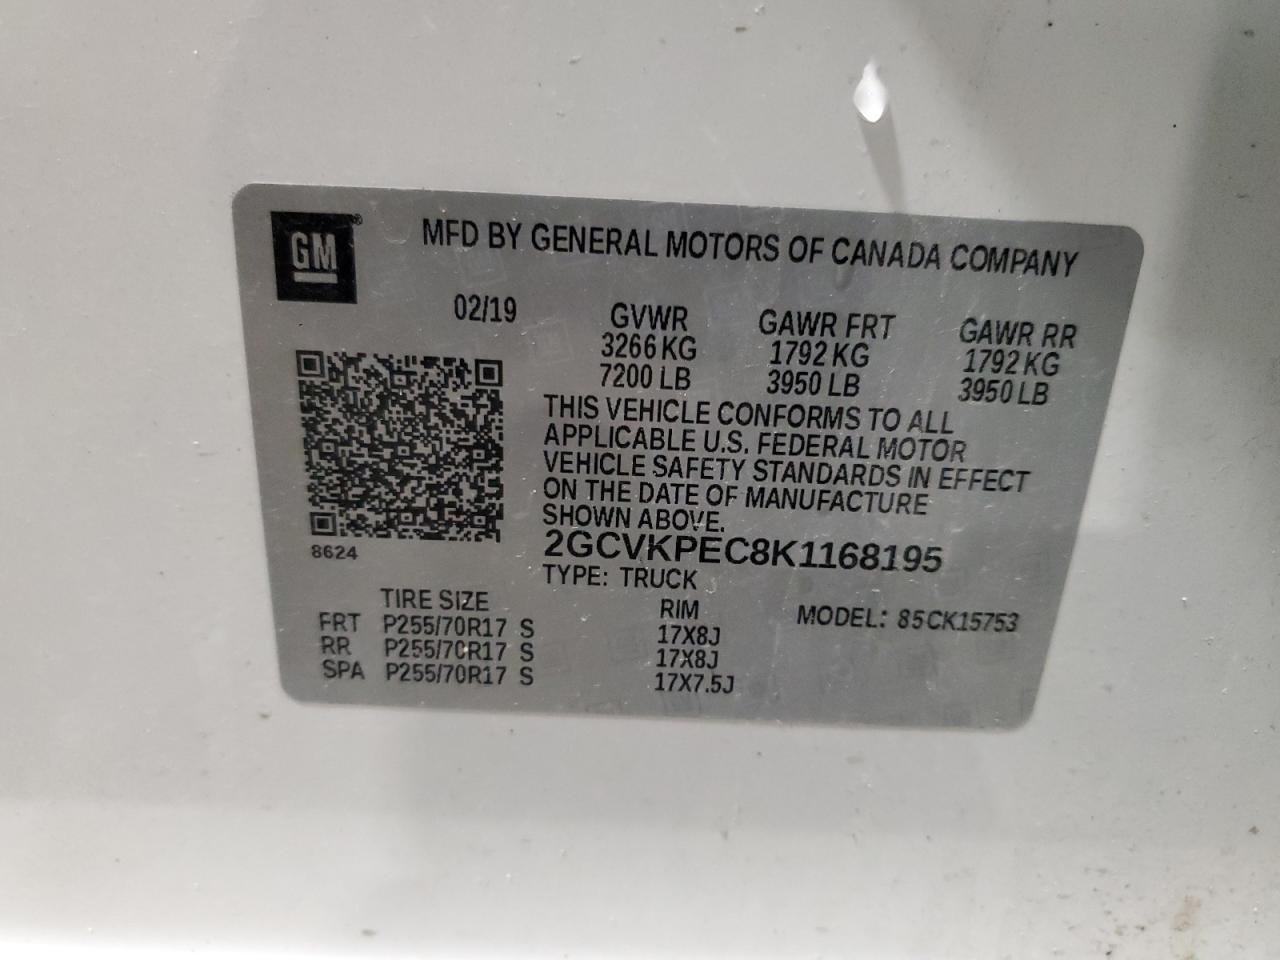 GM®
MFD BY GENERAL MOTORS OF CANADA COMPANY
02/19
GVWR GAWR FRT GAWR RR
3266 KG 1792 KG 1792 KG
7200 LB 3950 LB 3950 LB
THIS VEHICLE CONFORMS TO ALL
APPLICABLE U.S. FEDERAL MOTOR
VEHICLE SAFETY STANDARDS IN EFFECT
ON THE DATE OF MANUFACTURE
SHOWN ABOVE.
8624
2GCVKPEC8K1168195
TYPE: TRUCK
TIRE SIZE RIM MODEL: 85CK15753
FRT P255/70R17 S 17X8J
RR P255/70R17 S 17X8J
SPA P255/70R17 S 17X7.5J